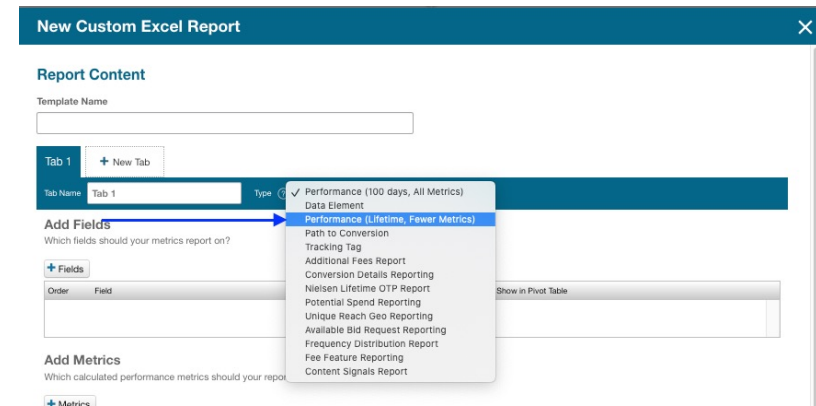 New Custom Excel Report
Report Content
Template Name
Tab 1
+ New Tab
Tab Name
Tab 1
Type
?
✓ Performance (100 days, All Metrics)
Data Element
Performance (Lifetime, Fewer Metrics)
Path to Conversion
Tracking Tag
Additional Fees Report
Conversion Details Reporting
Nielsen Lifetime OTP Report
Potential Spend Reporting
Unique Reach Geo Reporting
Available Bid Request Reporting
Frequency Distribution Report
Fee Feature Reporting
Content Signals Report
Add Fields
Which fields should your metrics report on?
+ Fields
Order
Field
Show in Pivot Table
Add Metrics
Which calculated performance metrics should your
+ Metrics